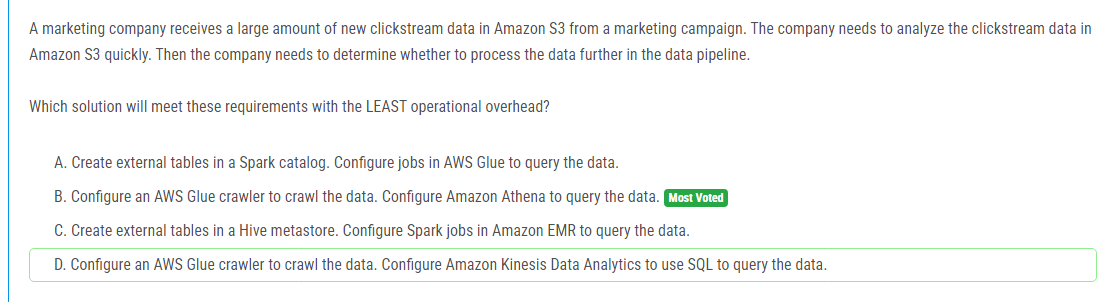 A marketing company receives a large amount of new clickstream data in Amazon S3 from a marketing campaign. The company needs to analyze the clickstream data in
Amazon S3 quickly. Then the company needs to determine whether to process the data further in the data pipeline.
Which solution will meet these requirements with the LEAST operational overhead?
A. Create external tables in a Spark catalog. Configure jobs in AWS Glue to query the data.
B. Configure an AWS Glue crawler to crawl the data. Configure Amazon Athena to query the data. Most Voted
C. Create external tables in a Hive metastore. Configure Spark jobs in Amazon EMR to query the data.
D. Configure an AWS Glue crawler to crawl the data. Configure Amazon Kinesis Data Analytics to use SQL to query the data.